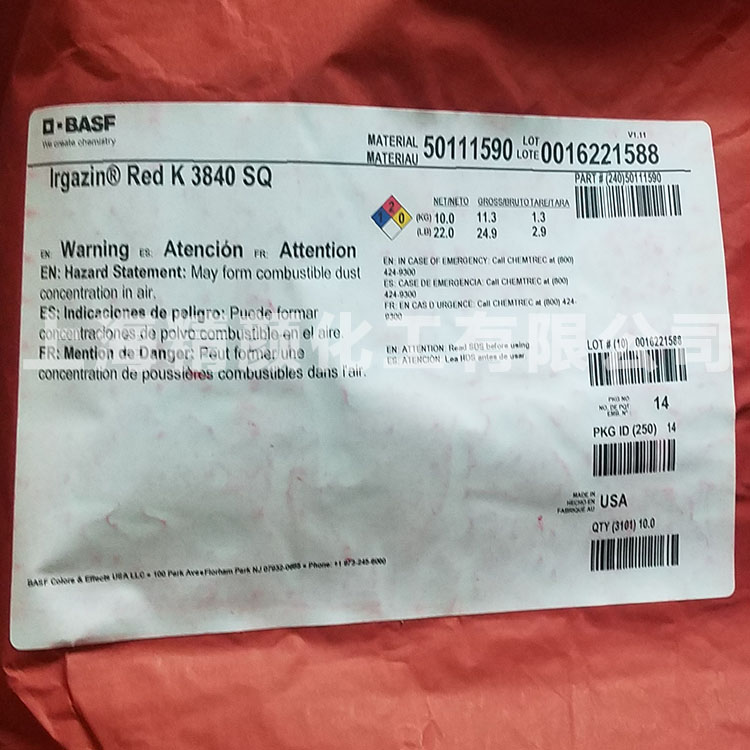 BASF
We create chemistry
Irgazin® Red K 3840 SQ
MATERIAL 50111590 LOT 0016221588
MATERIAU LOTE
V1.11
PART # (240)50111590
NET/NETO GROSS/BRUTO TARE/TARA
(KG) 10.0 11.3 1.3
(LB) 22.0 24.9 2.9
2
1 0
EN: Warning ES: Atención FR: Attention
EN: Hazard Statement: May form combustible dust
concentration in air.
ES: Indicaciones de peligro: Puede formar
concentraciones de polvo combustible en el aire.
FR: Mention de Danger: Peut former une
concentration de poussières combustibles dans l'air.
EN: IN CASE OF EMERGENCY: Call CHEMTREC at (800)
424-9300
ES: CASE DE EMERGENCIA: Call CHEMTREC at (800)
424-9300
FR: EN CAS D URGENCE: Call CHEMTREC at (800) 424-
9300
EN: ATTENTION: Read SDS before using
ES: ATENCIÓN: Lea HDS antes de usar
LOT # (10) 0016221588
PKG NO
NO. DE PQT. 14
EMB. N°
PKG ID (250) 14
MADE IN
HECHO EN USA
FABRIQUE AU
QTY (3101) 10.0
BASF Colors & Effects USA LLC • 100 Park Ave • Florham Park NJ 07932-0685 • Phone: +1 973-245-6000
化工有限公司